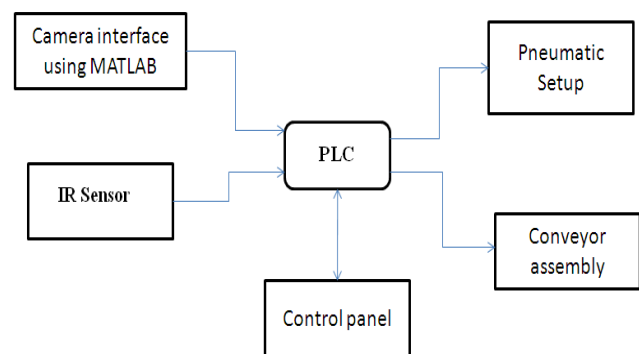 Camera interface
using MATLAB
Pneumatic
Setup
PLC
IR Sensor
Conveyor
assembly
Control panel